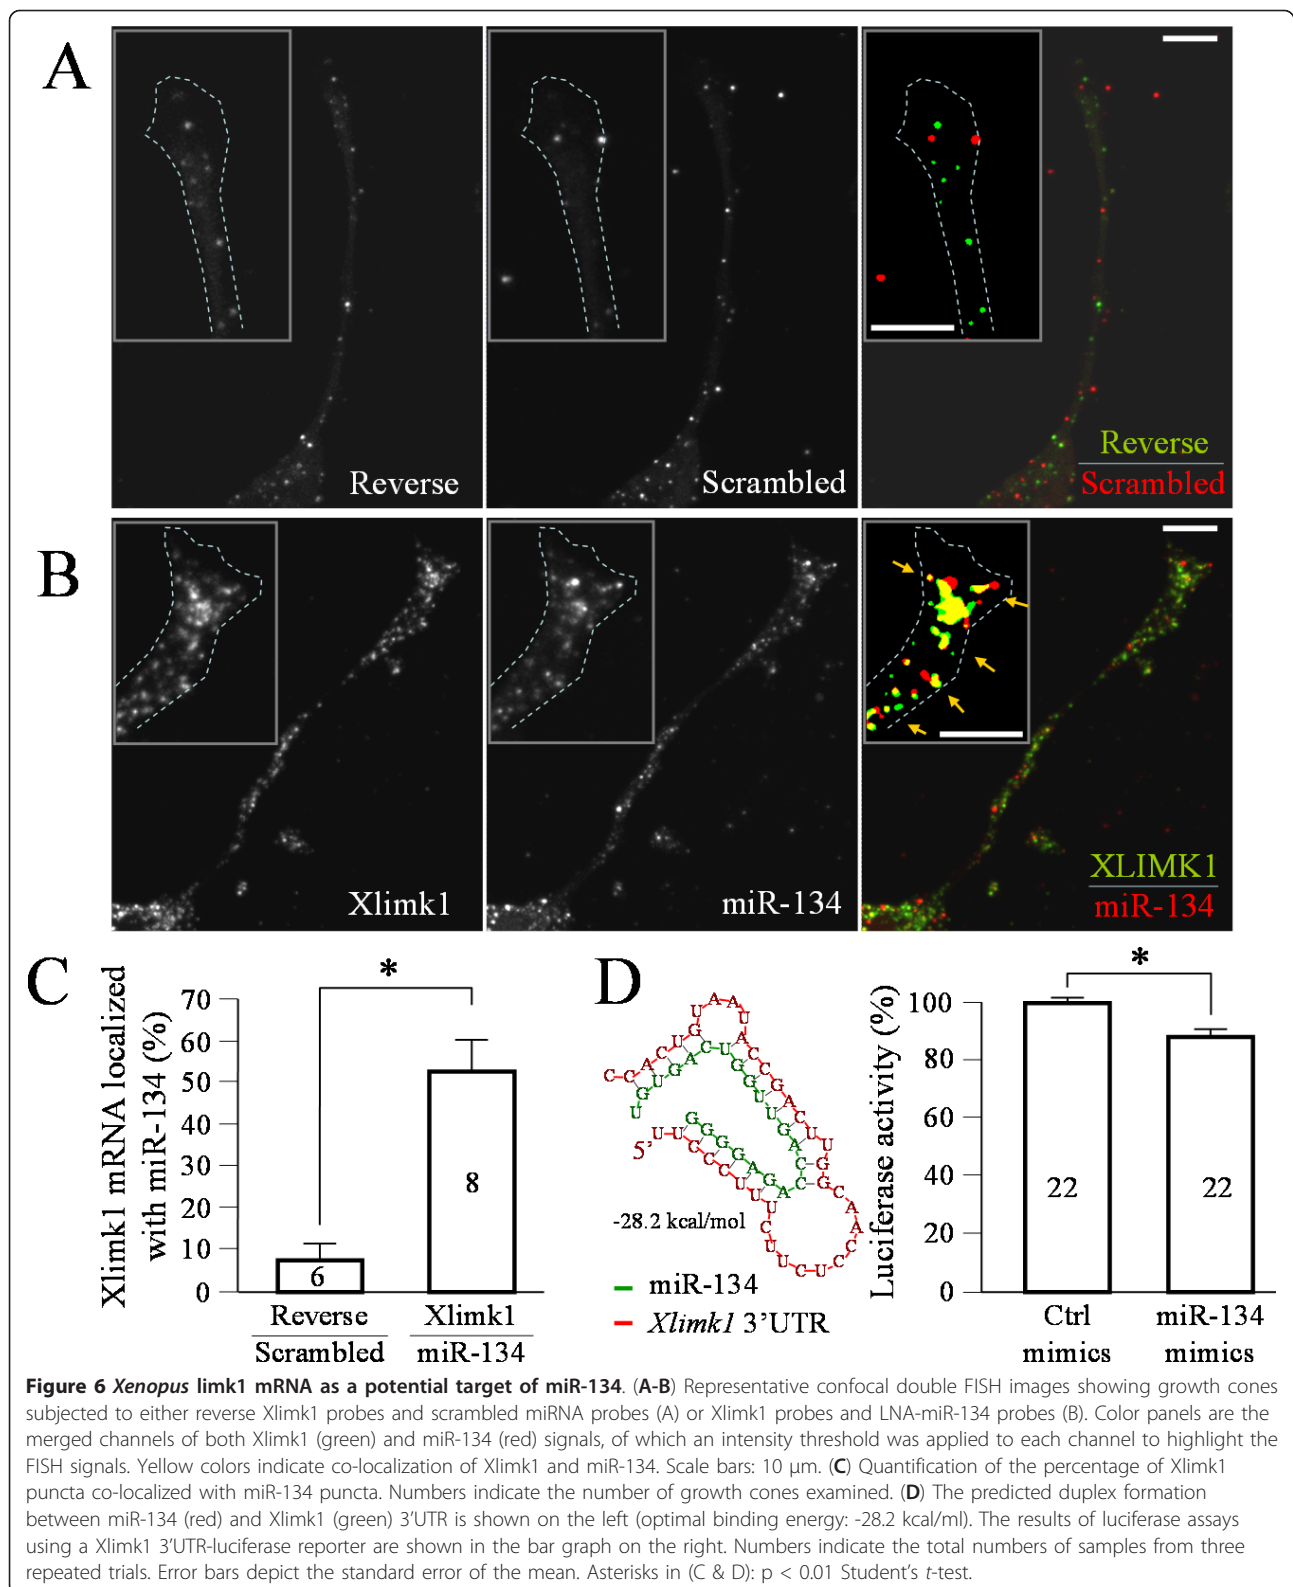 A
Reverse
Scrambled
Reverse
Scrambled
B
Xlimk1
miR-134
XLIMK1
miR-134
C
Xlimk1 mRNA localized
with miR-134 (%)
70
60
50
40
30
20
10
0
*
6
8
Reverse
Scrambled
Xlimk1
miR-134
D
5'
-28.2 kcal/mol
miR-134
Xlimk1 3'UTR
Luciferase activity (%)
100
80
60
40
20
0
*
22
22
Ctrl
mimics
miR-134
mimics
Figure 6 Xenopus limk1 mRNA as a potential target of miR-134. (A-B) Representative confocal double FISH images showing growth cones
subjected to either reverse Xlimk1 probes and scrambled miRNA probes (A) or Xlimk1 probes and LNA-miR-134 probes (B). Color panels are the
merged channels of both Xlimk1 (green) and miR-134 (red) signals, of which an intensity threshold was applied to each channel to highlight the
FISH signals. Yellow colors indicate co-localization of Xlimk1 and miR-134. Scale bars: 10 μm. (C) Quantification of the percentage of Xlimk1
puncta co-localized with miR-134 puncta. Numbers indicate the number of growth cones examined. (D) The predicted duplex formation
between miR-134 (red) and Xlimk1 (green) 3'UTR is shown on the left (optimal binding energy: -28.2 kcal/ml). The results of luciferase assays
using a Xlimk1 3'UTR-luciferase reporter are shown in the bar graph on the right. Numbers indicate the total numbers of samples from three
repeated trials. Error bars depict the standard error of the mean. Asterisks in (C & D): p < 0.01 Student's t-test.